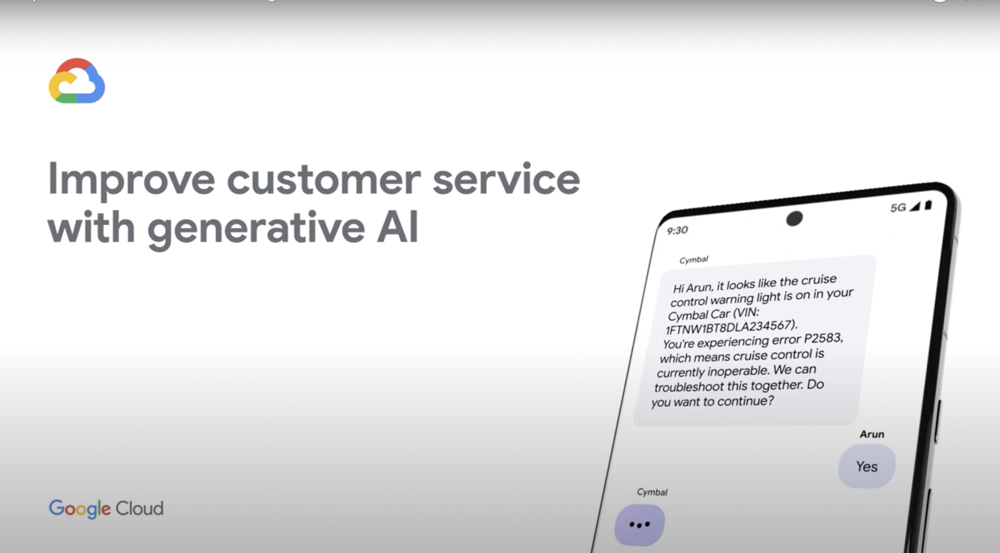 Improve customer service
with generative AI
9:30
5G
Cymbal
Hi Arun, it looks like the cruise
control warning light is on in your
Cymbal Car (VIN:
1FTNW1BT8DLA234567).
You're experiencing error P2583,
which means cruise control is
currently inoperable. We can
troubleshoot this together. Do
you want to continue?
Arun
Yes
Cymbal
Google Cloud